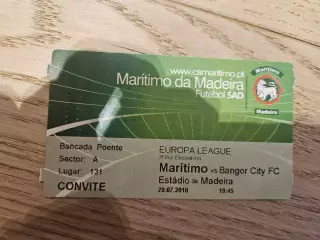 www.csmaritimo.pt
Marítimo da Madeira
Futebol SAD
Marítimo
Madeira
Bancada Poente
Sector: A
Lugar: 131
CONVITE
EUROPA LEAGUE
Marítimo vs Bangor City FC
Estádio de Madeira
29.07.2010 19:45